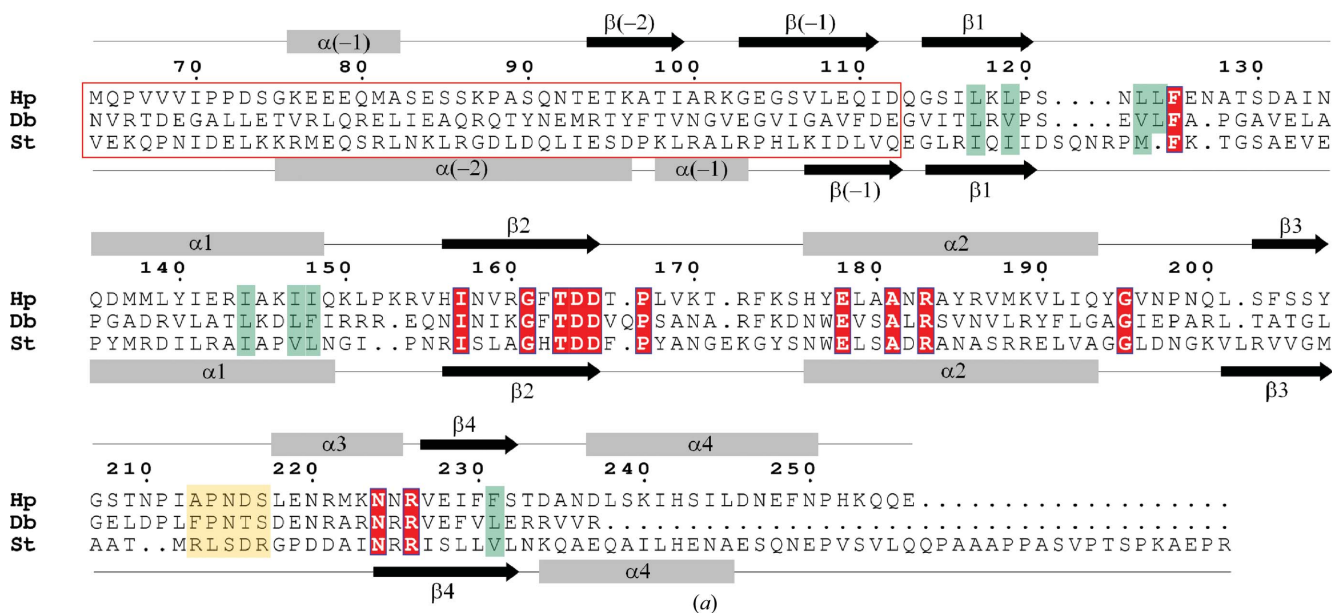 α(−1) β(−2) β(−1) β1
70 80 90 100 110 120 130
Hp MQPVVVIPPDSGKEEEQMASESSKPASQNTETKATIARKGEGSVLEQIDQGSILKLPS....NLLFENATSDAIN
Db NVRTDEGALLETVRLQRELIEAQRQTYNEMRTYFTVNGVEGVIGAVFDEGVITLRVPS....EVLFA.PGAVELA
St VEKQPNIDELKKRMEQSRLNKLRGDLDQLIESDPKLRALRPHLKIDLVQEGLRIQIIDSQNRPM.FK.TGSAEVE
α(−2) α(−1) β(−1) β1
α1 β2 α2 β3
140 150 160 170 180 190 200
Hp QDMMLYIERIAKIIQKLPKRVHINVRGFTDDT.PLVKT.RFKSHYELAANRAYRVMKVLIQYGVNPNQL.SFSSY
Db PGADRVLATLKDLFIRRR.EQNINIKGFTDDVQPSANA.RFKDNWEVSALRSVNVLRYFLGAGIEPARL.TATGL
St PYMRDILRAIAPVLNGI..PNRISLAGHTDDF.PYANGEKGYSNWELSADRANASRRELVAGGLDNGKVLRVVGM
α1 β2 α2 β3
α3 β4 α4
210 220 230 240 250
Hp GSTNPIAPNDSLENRMKNNRVEIFFSTDANDLSKIHSILDNEFNPHKQQE...................
Db GELDPLFPNTSDENRARNRRVEFVLERRVVR......................................
St AAT..MRLSDRGPDDAINRRISLLVLNKQAEQAILHENAESQNEPVSVLQQPAAAPPASVPTSPKAEPR
β4 α4
(a)